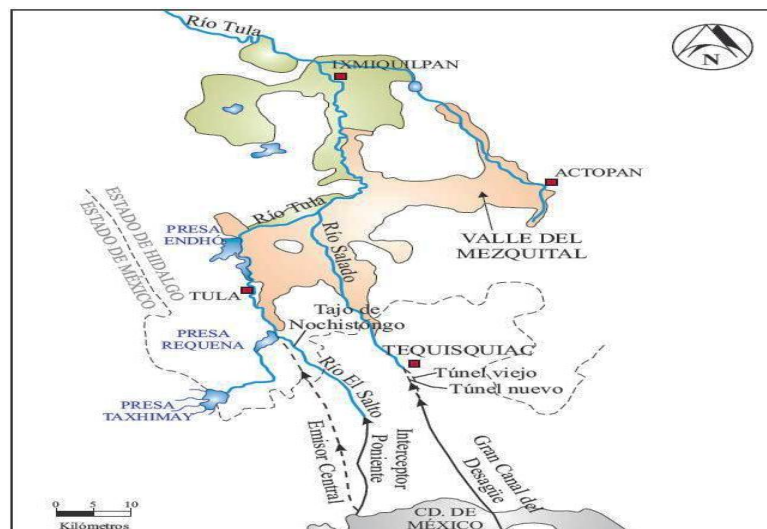 Río Tula
IXMIQUILPAN
N
ACTOPAN
Río Tula
VALLE DEL
MEZQUITAL
ESTADO DE HIDALGO
ESTADO DE MÉXICO
PRESA
ENDHÓ
Río Salado
TULA
Tajo de
Nochistongo
PRESA
REQUENA
TEQUISQUIAC
Túnel viejo
Túnel nuevo
Río El Salto
PRESA
TAXHIMAY
Emisor Central
Interceptor
Poniente
Gran Canal del
Desagüe
0 5 10
Kilómetros
CD. DE
MÉXICO